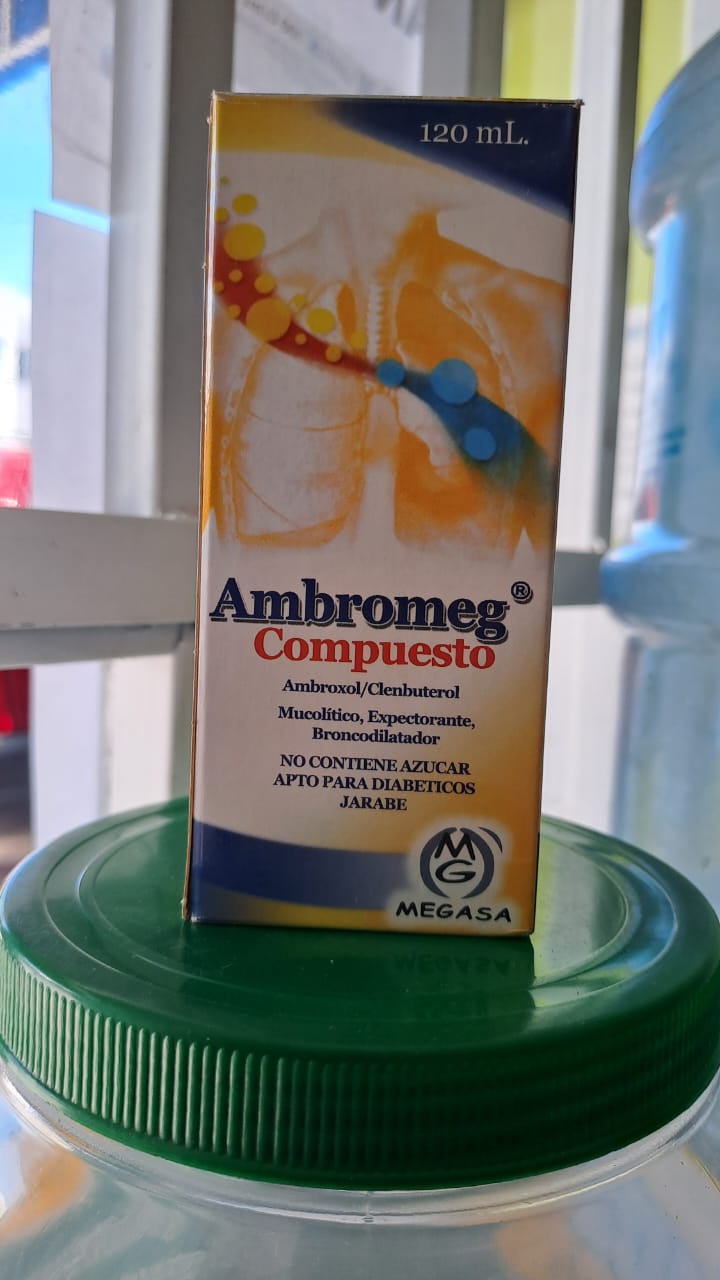 120 mL.
Ambromeg®
Compuesto
Ambroxol/Clenbuterol
Mucolítico, Expectorante,
Broncodilatador
NO CONTIENE AZUCAR
APTO PARA DIABETICOS
JARABE
MG
MEGASA